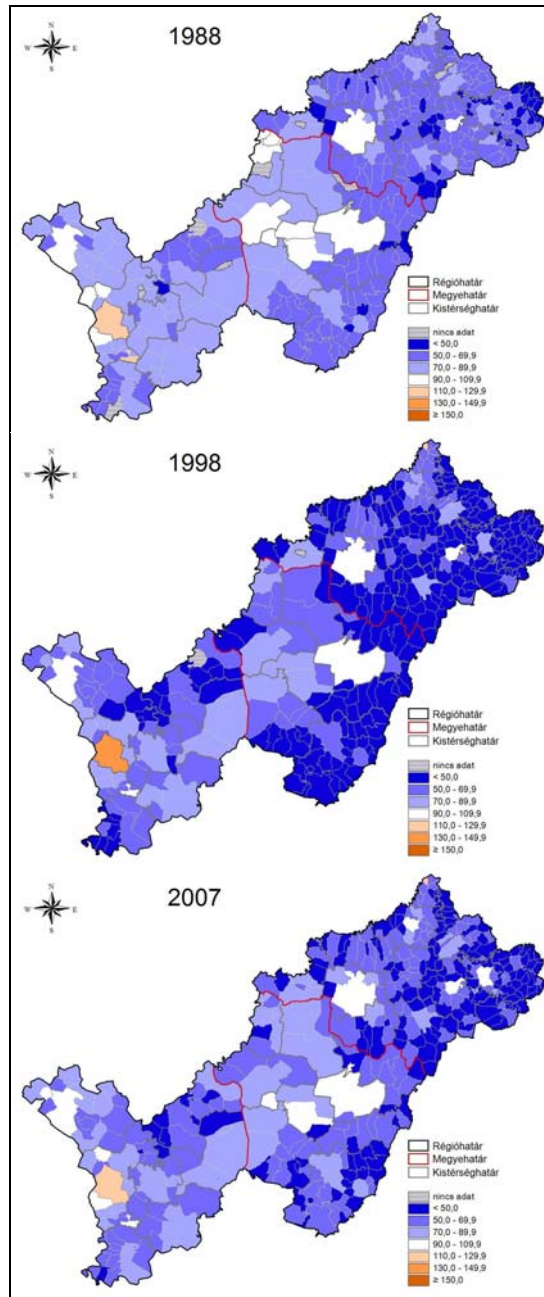 1988
N
W E
S
Régióhatár
Megyehatár
Kistérséghatár
nincs adat
< 50,0
50,0 - 69,9
70,0 - 89,9
90,0 - 109,9
110,0 - 129,9
130,0 - 149,9
≥ 150,0
1998
N
W E
S
Régióhatár
Megyehatár
Kistérséghatár
nincs adat
< 50,0
50,0 - 69,9
70,0 - 89,9
90,0 - 109,9
110,0 - 129,9
130,0 - 149,9
≥ 150,0
2007
N
W E
S
Régióhatár
Megyehatár
Kistérséghatár
nincs adat
< 50,0
50,0 - 69,9
70,0 - 89,9
90,0 - 109,9
110,0 - 129,9
130,0 - 149,9
≥ 150,0